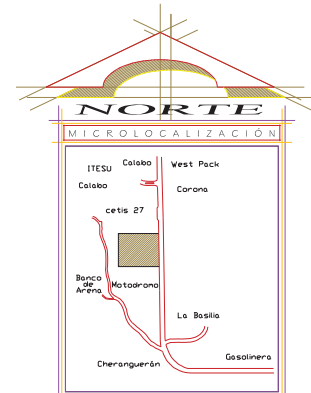 NORTE
MICROLOCALIZACIÓN
ITESU
Calabo
West Pack
Calabo
Corona
cetis 27
Banco
de
Arena
Motodromo
La Basilia
Cheranguerán
Gasolinera